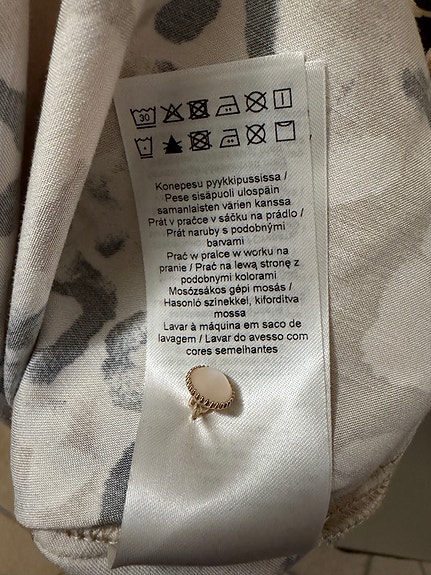 30
Konepesu pyykkipussissa /
Pese sisäpuoli ulospäin
samanlaisten värien kanssa
Prát v pračce v sáčku na prádlo /
Prát naruby s podobnými
barvami
Prać w pralce w worku na
pranie / Prać na lewą stronę z
podobnymi kolorami
Mosózsákos gépi mosás /
Hasonló színekkel, kifordítva
mossa
Lavar à máquina em saco de
lavagem / Lavar do avesso com
cores semelhantes